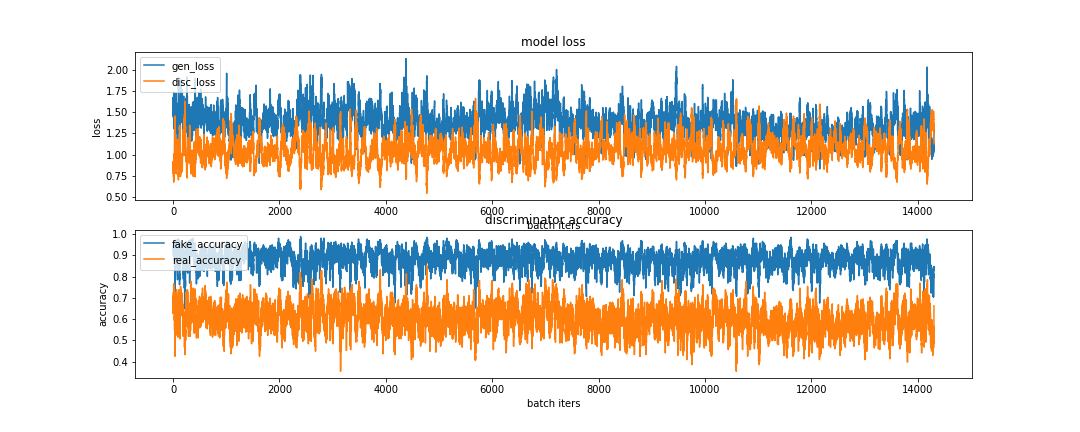 model loss
gen_loss
disc_loss
loss
2.00
1.75
1.50
1.25
1.00
0.75
0.50
0 2000 4000 6000 8000 10000 12000 14000
batch iters
discriminator accuracy
fake_accuracy
real_accuracy
accuracy
1.0
0.9
0.8
0.7
0.6
0.5
0.4
0 2000 4000 6000 8000 10000 12000 14000
batch iters